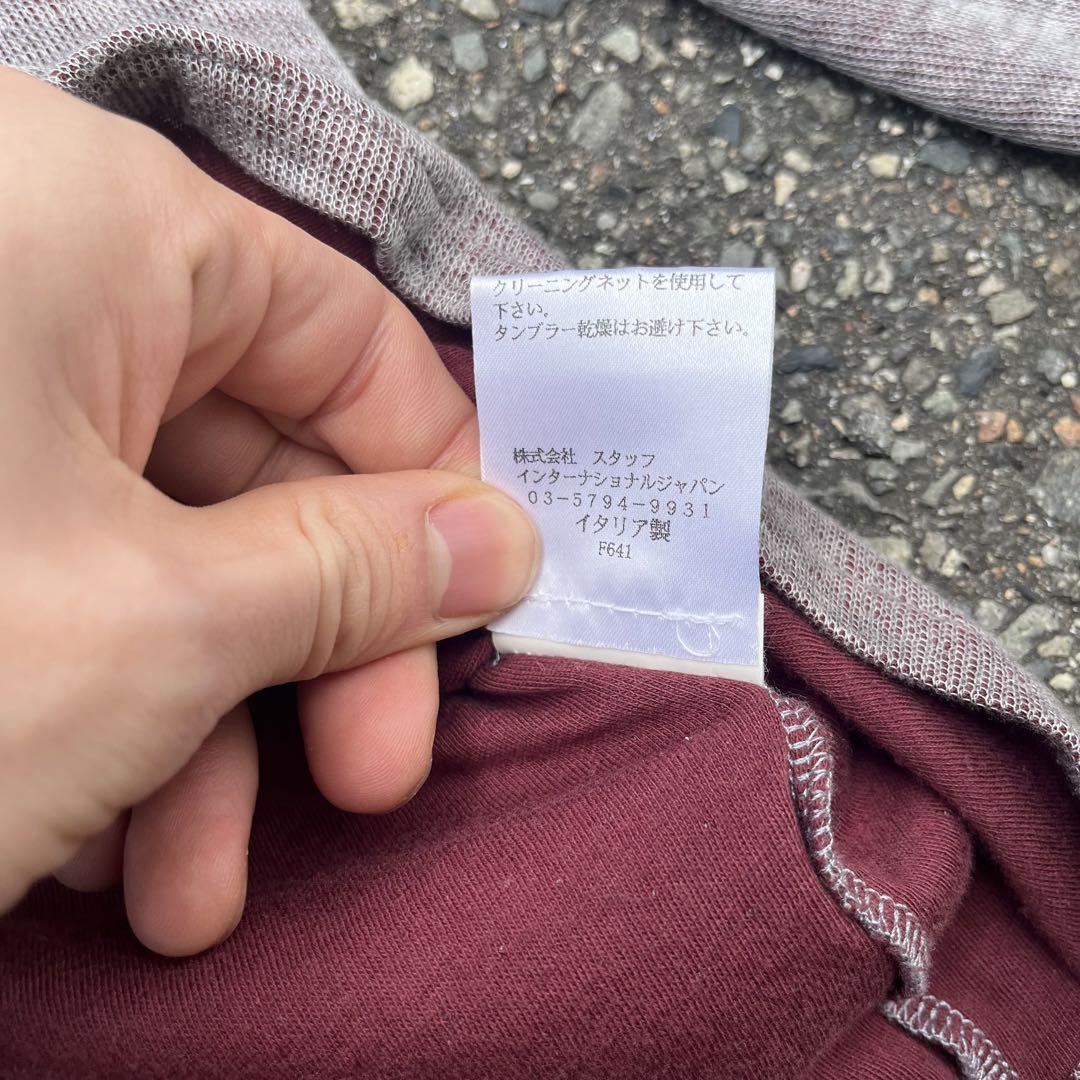 クリーニングネットを使用して
下さい。
タンブラー乾燥はお避け下さい。
株式会社 スタッフ
インターナショナルジャパン
03-5794-9931
イタリア製
F641